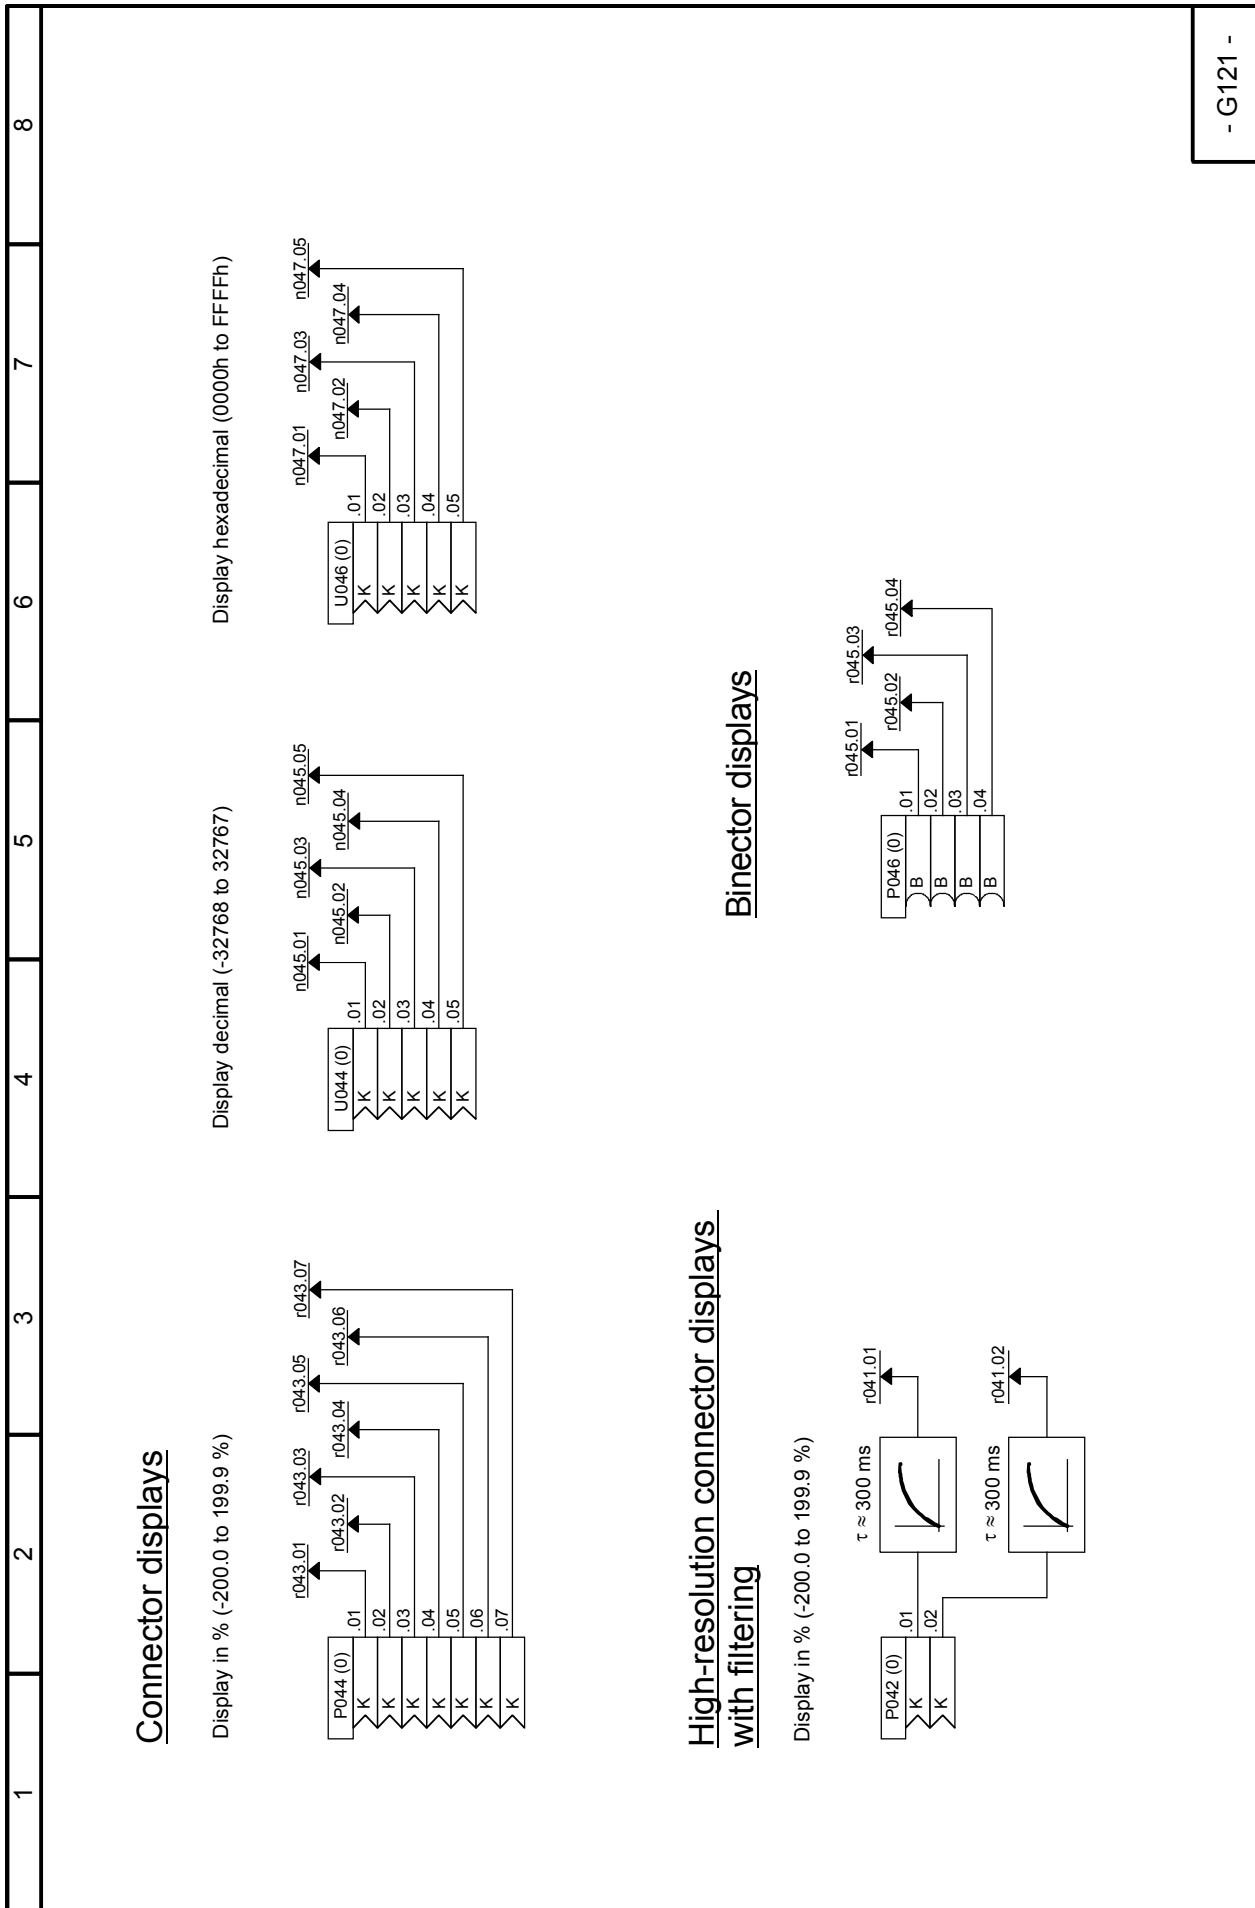 Connector displays
Display in % (-200.0 to 199.9 %)
P044 (0)
K .01
K .02
K .03
K .04
K .05
K .06
K .07
r043.01
r043.02
r043.03
r043.04
r043.05
r043.06
r043.07
Display decimal (-32768 to 32767)
U044 (0)
K .01
K .02
K .03
K .04
K .05
n045.01
n045.02
n045.03
n045.04
n045.05
Display hexadecimal (0000h to FFFFh)
U046 (0)
K .01
K .02
K .03
K .04
K .05
n047.01
n047.02
n047.03
n047.04
n047.05
High-resolution connector displays
with filtering
Display in % (-200.0 to 199.9 %)
P042 (0)
K .01
K .02
τ ≈ 300 ms
r041.01
τ ≈ 300 ms
r041.02
Binector displays
P046 (0)
B .01
B .02
B .03
B .04
r045.01
r045.02
r045.03
r045.04
1 2 3 4 5 6 7 8
- G121 -